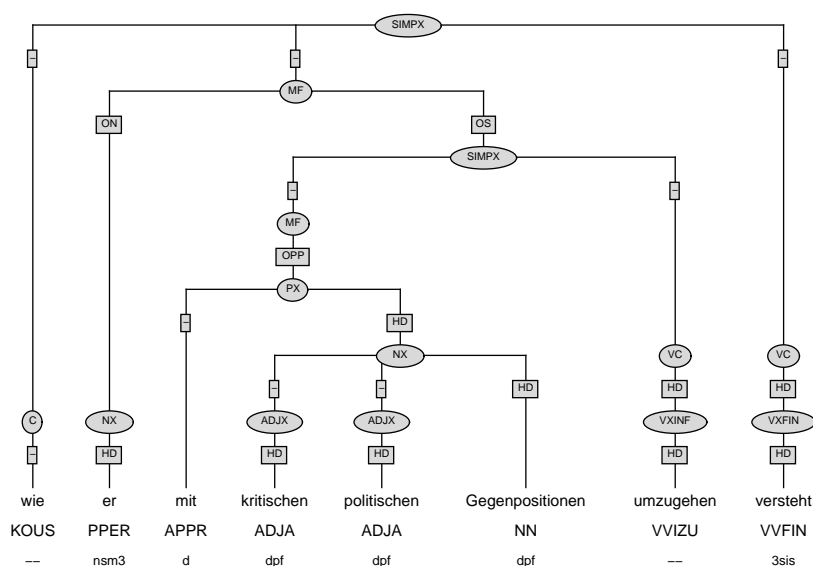 SIMPX
– – –
MF
ON OS
SIMPX
– –
MF
OPP
PX
– HD
NX VC VC
– – HD HD HD
C NX ADJX ADJX VXINF VXFIN
– HD HD HD HD HD
wie er mit kritischen politischen Gegenpositionen umzugehen versteht
KOUS PPER APPR ADJA ADJA NN VVIZU VVFIN
–– nsm3 d dpf dpf dpf –– 3sis